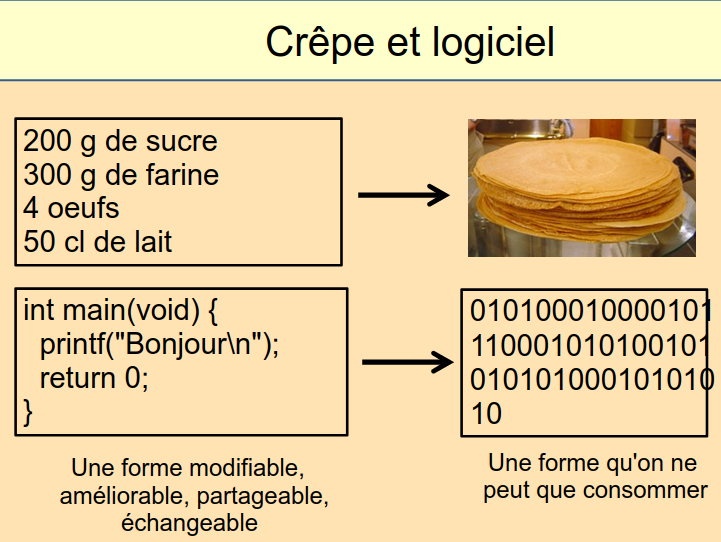 Crêpe et logiciel
200 g de sucre
300 g de farine
4 oeufs
50 cl de lait
int main(void) {
printf("Bonjour\n");
return 0;
}
010100010000101
110001010100101
010101000101010
10
Une forme modifiable,
améliorable, partageable,
échangeable
Une forme qu'on ne
peut que consommer